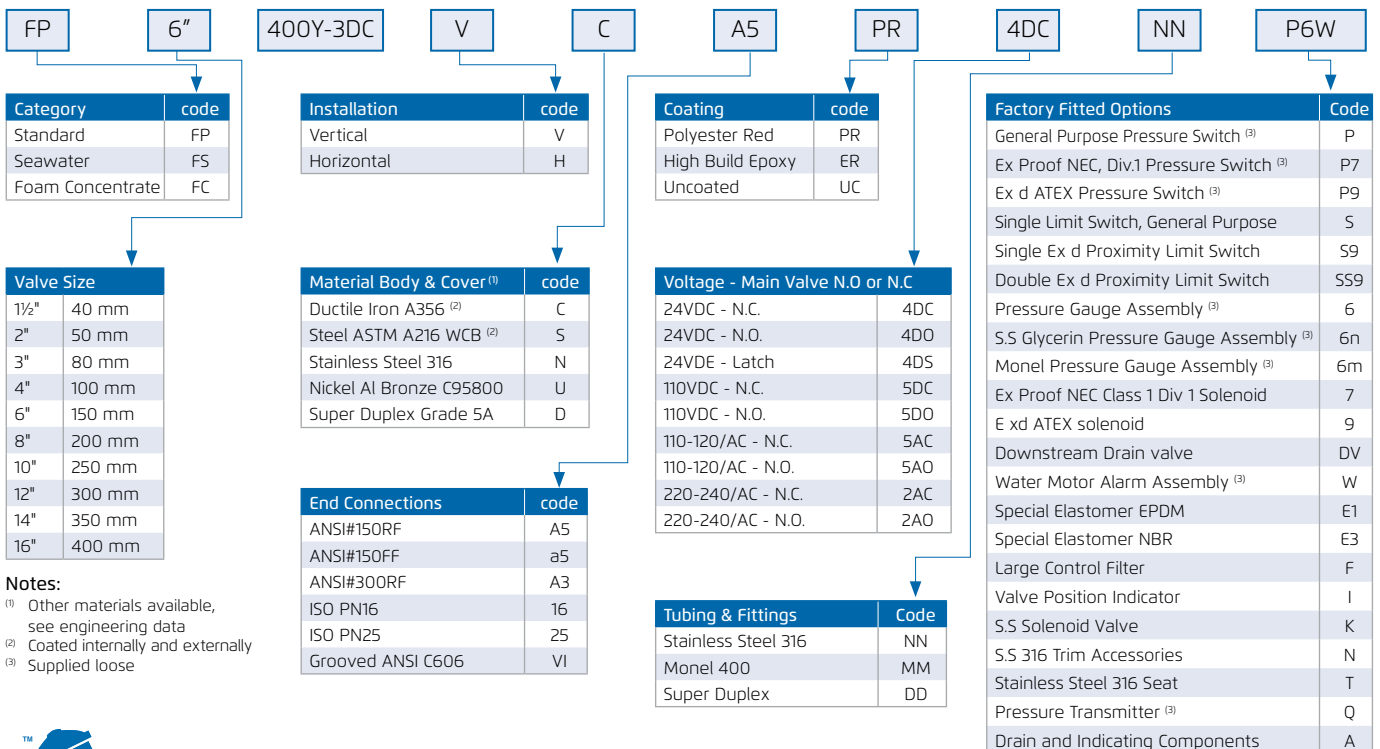 FP 6" 400Y-3DC V C A5 PR 4DC NN P6W
Category code
Standard FP
Seawater FS
Foam Concentrate FC
Valve Size
1½" 40 mm
2" 50 mm
3" 80 mm
4" 100 mm
6" 150 mm
8" 200 mm
10" 250 mm
12" 300 mm
14" 350 mm
16" 400 mm
Notes:
(1) Other materials available,
see engineering data
(2) Coated internally and externally
(3) Supplied loose
TM
Installation code
Vertical V
Horizontal H
Material Body & Cover (1) code
Ductile Iron A356 (2) C
Steel ASTM A216 WCB (2) S
Stainless Steel 316 N
Nickel Al Bronze C95800 U
Super Duplex Grade 5A D
End Connections code
ANSI#150RF A5
ANSI#150FF a5
ANSI#300RF A3
ISO PN16 16
ISO PN25 25
Grooved ANSI C606 VI
Coating code
Polyester Red PR
High Build Epoxy ER
Uncoated UC
Voltage - Main Valve N.O or N.C
24VDC - N.C. 4DC
24VDC - N.O. 4DO
24VDE - Latch 4DS
110VDC - N.C. 5DC
110VDC - N.O. 5DO
110-120/AC - N.C. 5AC
110-120/AC - N.O. 5AO
220-240/AC - N.C. 2AC
220-240/AC - N.O. 2AO
Tubing & Fittings Code
Stainless Steel 316 NN
Monel 400 MM
Super Duplex DD
Factory Fitted Options Code
General Purpose Pressure Switch (3) P
Ex Proof NEC, Div.1 Pressure Switch (3) P7
Ex d ATEX Pressure Switch (3) P9
Single Limit Switch, General Purpose S
Single Ex d Proximity Limit Switch S9
Double Ex d Proximity Limit Switch SS9
Pressure Gauge Assembly (3) 6
S.S Glycerin Pressure Gauge Assembly (3) 6n
Monel Pressure Gauge Assembly (3) 6m
Ex Proof NEC Class 1 Div 1 Solenoid 7
E xd ATEX solenoid 9
Downstream Drain valve DV
Water Motor Alarm Assembly (3) W
Special Elastomer EPDM E1
Special Elastomer NBR E3
Large Control Filter F
Valve Position Indicator I
S.S Solenoid Valve K
S.S 316 Trim Accessories N
Stainless Steel 316 Seat T
Pressure Transmitter (3) Q
Drain and Indicating Components A